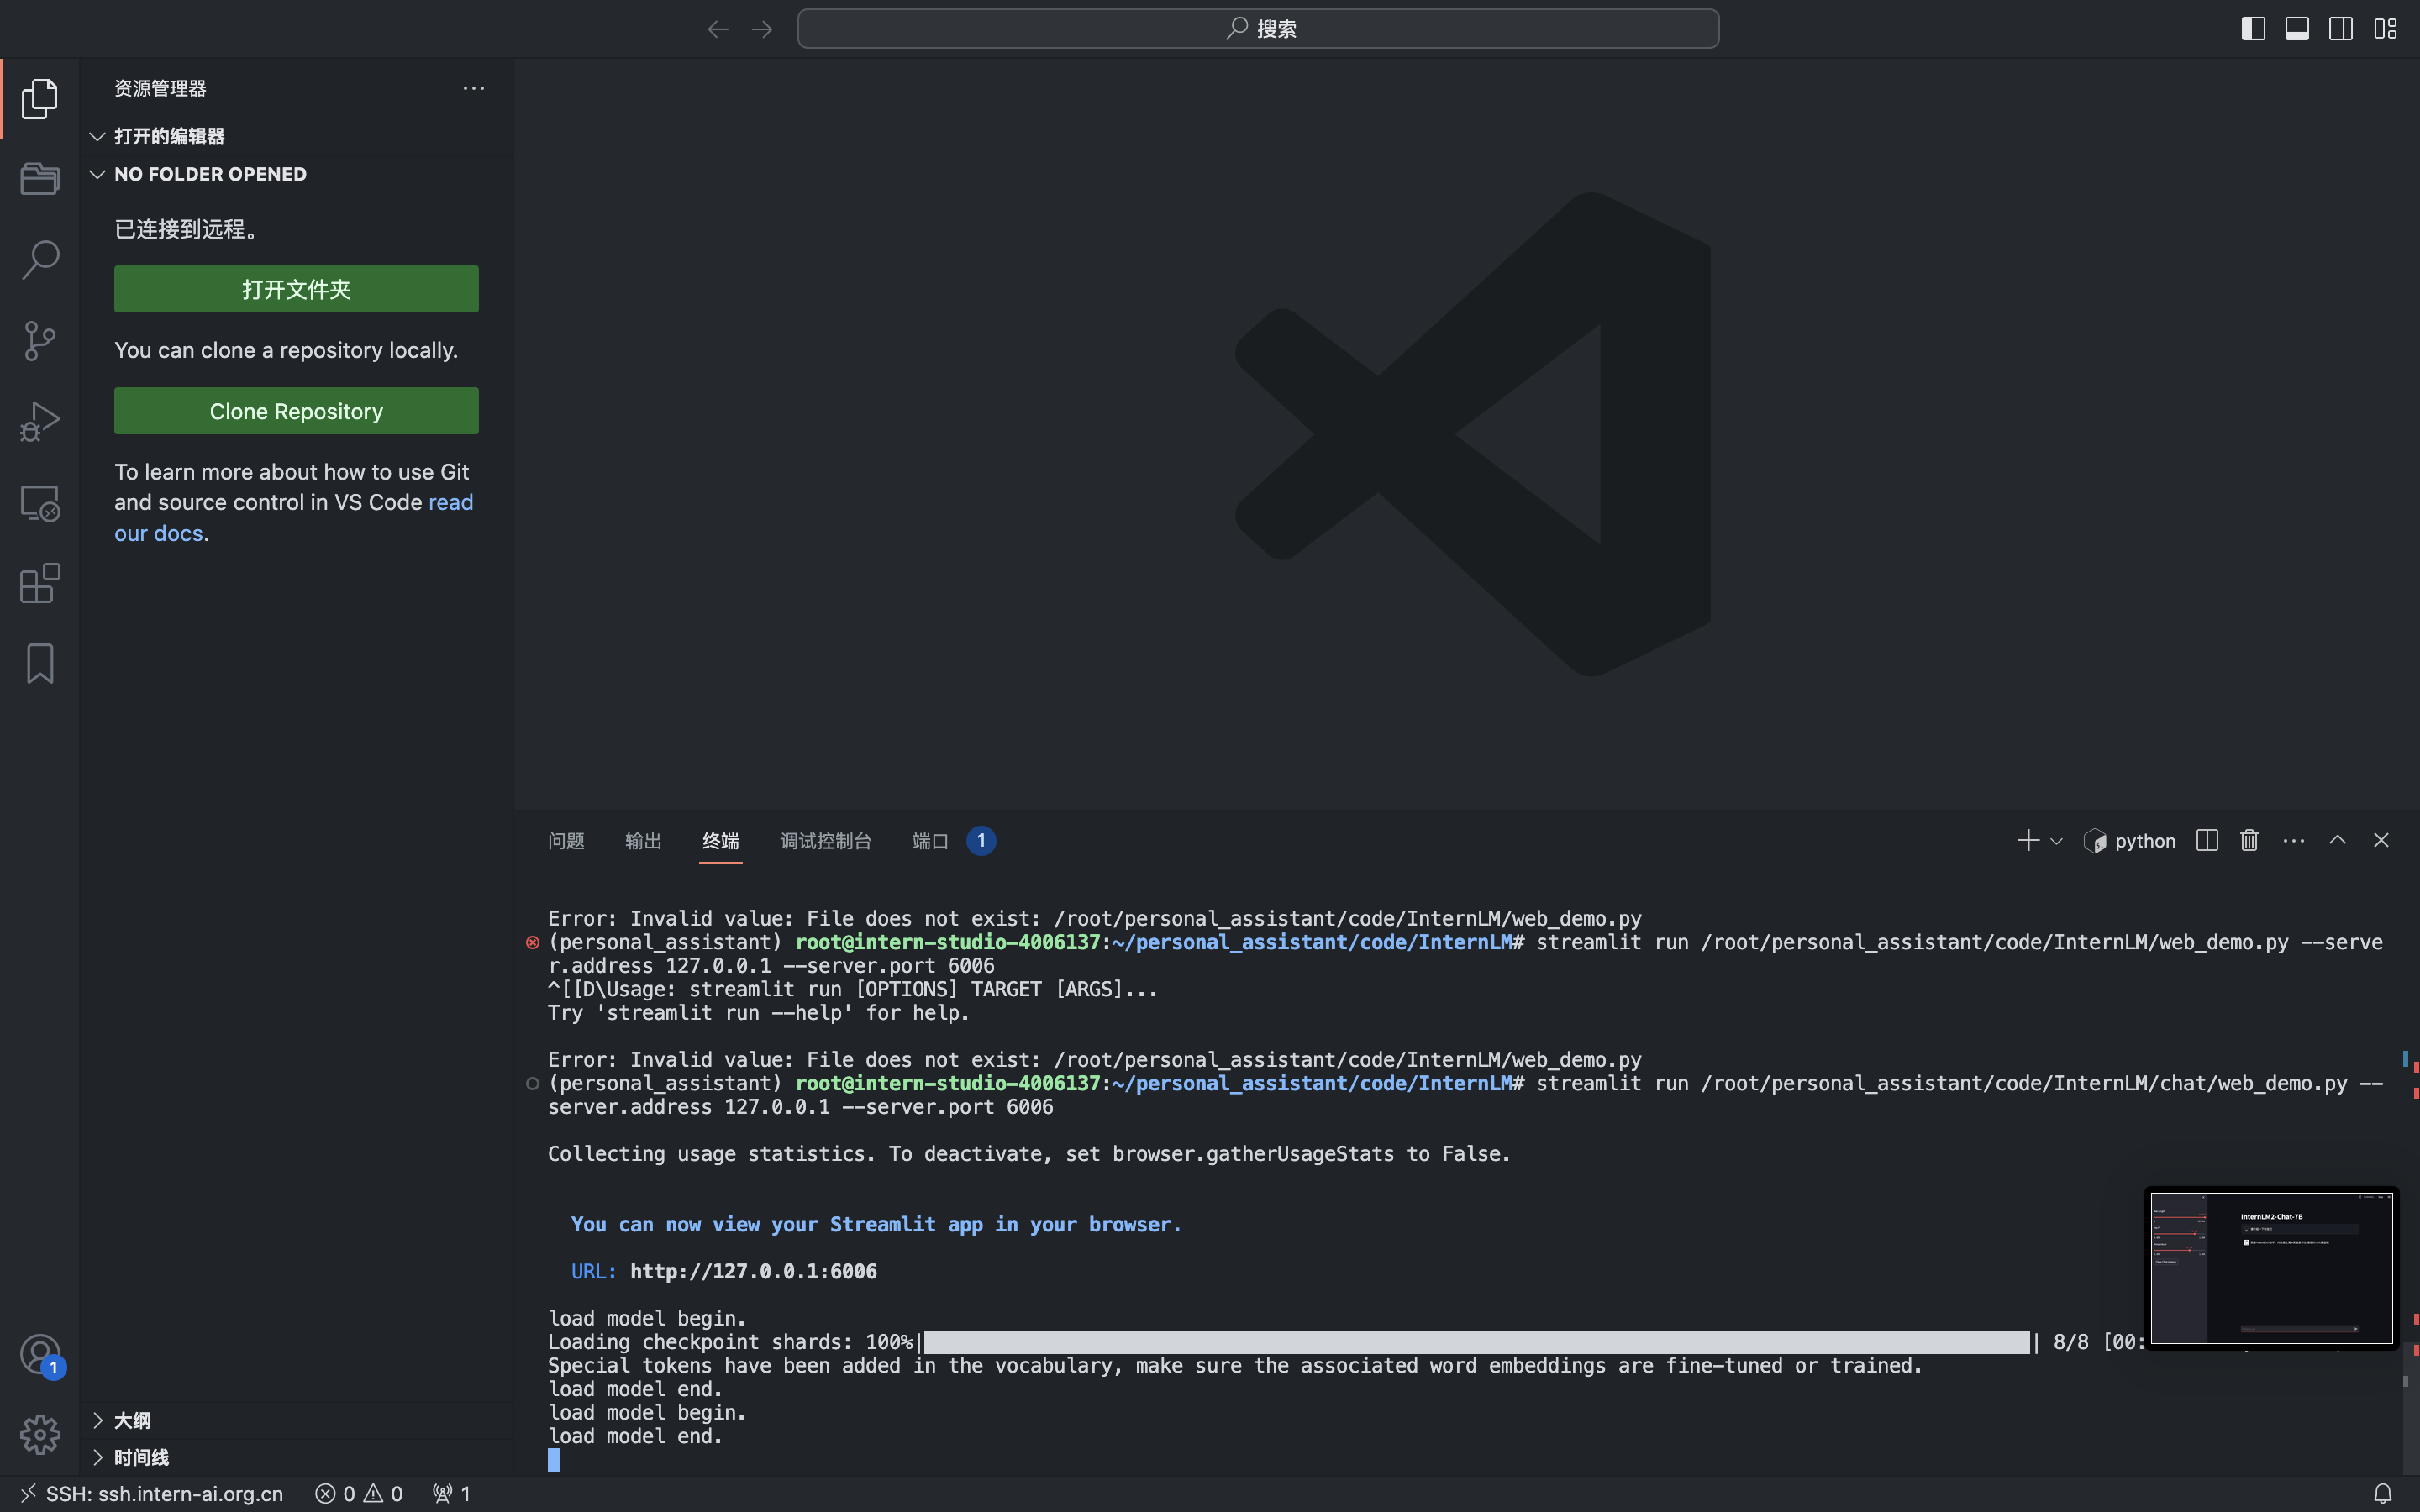 搜索
资源管理器
打开的编辑器
NO FOLDER OPENED
已连接到远程。
打开文件夹
You can clone a repository locally.
Clone Repository
To learn more about how to use Git
and source control in VS Code read
our docs.
大纲
时间线
问题 输出 终端 调试控制台 端口 1
python
Error: Invalid value: File does not exist: /root/personal_assistant/code/InternLM/web_demo.py
(personal_assistant) root@intern-studio-4006137:~/personal_assistant/code/InternLM# streamlit run /root/personal_assistant/code/InternLM/web_demo.py --serve
r.address 127.0.0.1 --server.port 6006
^[[D\Usage: streamlit run [OPTIONS] TARGET [ARGS]...
Try 'streamlit run --help' for help.
Error: Invalid value: File does not exist: /root/personal_assistant/code/InternLM/web_demo.py
(personal_assistant) root@intern-studio-4006137:~/personal_assistant/code/InternLM# streamlit run /root/personal_assistant/code/InternLM/chat/web_demo.py --
server.address 127.0.0.1 --server.port 6006
Collecting usage statistics. To deactivate, set browser.gatherUsageStats to False.
You can now view your Streamlit app in your browser.
URL: http://127.0.0.1:6006
load model begin.
Loading checkpoint shards: 100%| | 8/8 [00:
Special tokens have been added in the vocabulary, make sure the associated word embeddings are fine-tuned or trained.
load model end.
load model begin.
load model end.
InternLM2-Chat-7B
1
SSH: ssh.intern-ai.org.cn 0 0 1